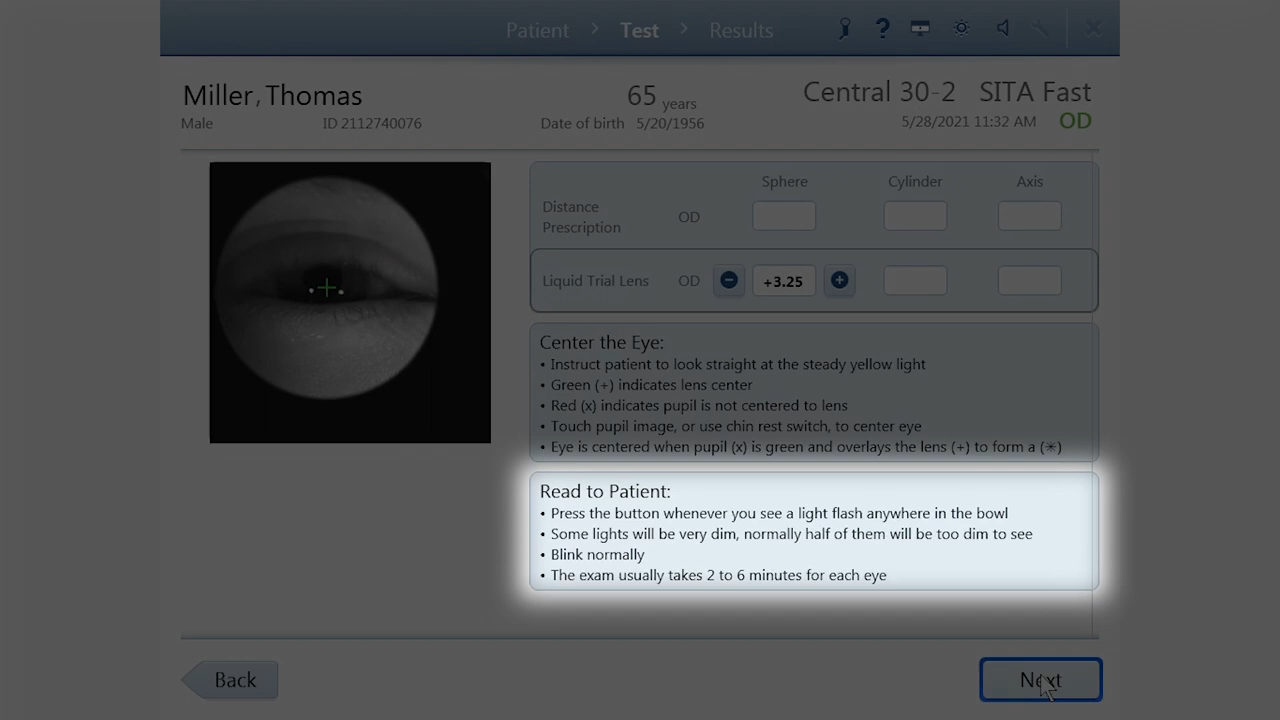 Patient > Test > Results
?
Miller, Thomas
65 years
Central 30-2 SITA Fast
Male
ID 2112740076
Date of birth 5/20/1956
5/28/2021 11:32 AM OD
Sphere Cylinder Axis
Distance
Prescription
OD
Liquid Trial Lens OD +3.25
Center the Eye:
• Instruct patient to look straight at the steady yellow light
• Green (+) indicates lens center
• Red (x) indicates pupil is not centered to lens
• Touch pupil image, or use chin rest switch, to center eye
• Eye is centered when pupil (x) is green and overlays the lens (+) to form a (✳)
Read to Patient:
• Press the button whenever you see a light flash anywhere in the bowl
• Some lights will be very dim, normally half of them will be too dim to see
• Blink normally
• The exam usually takes 2 to 6 minutes for each eye
Back
Next